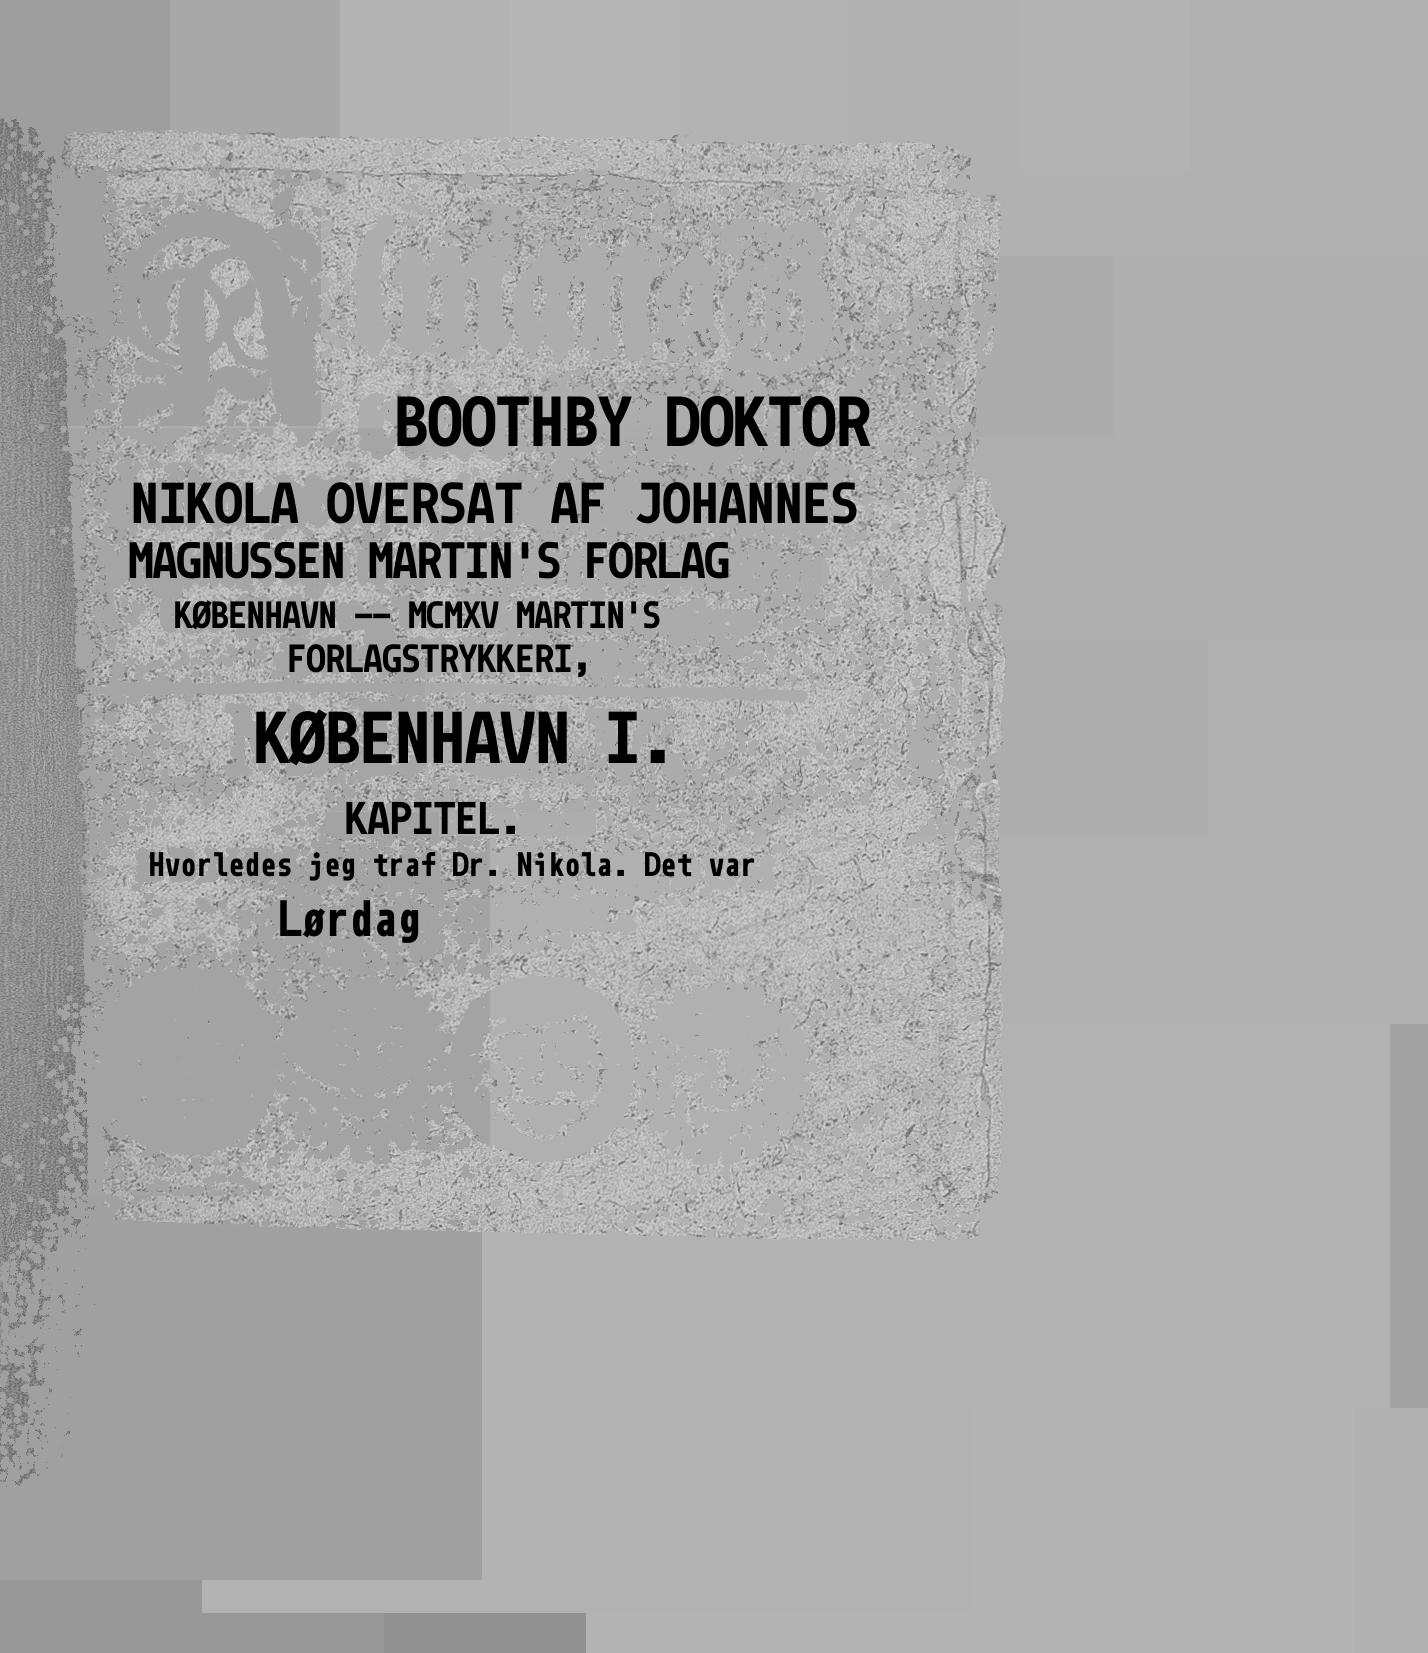 BOOTHBY DOKTOR
NIKOLA OVERSAT AF JOHANNES
MAGNUSSEN MARTIN'S FORLAG
KØBENHAVN –– MCMXV MARTIN'S
FORLAGSTRYKKERI,
KØBENHAVN I.
KAPITEL.
Hvorledes jeg traf Dr. Nikola. Det var
Lørdag